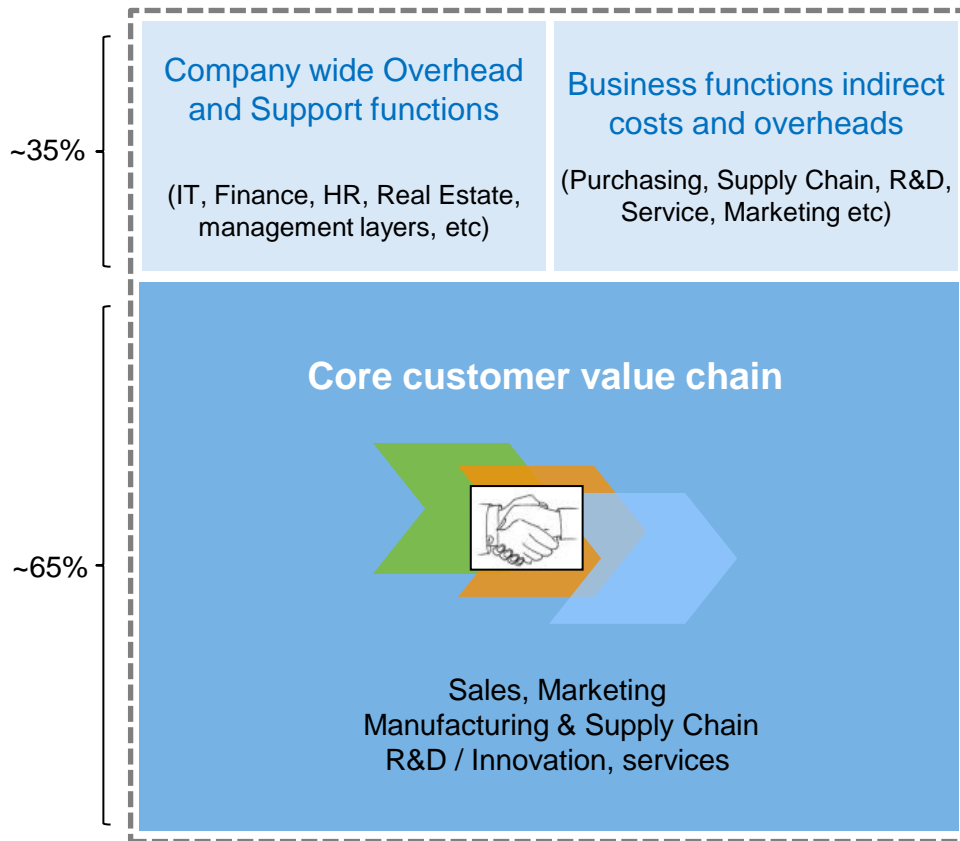 ~35%
Company wide Overhead
and Support functions
(IT, Finance, HR, Real Estate,
management layers, etc)
Business functions indirect
costs and overheads
(Purchasing, Supply Chain, R&D,
Service, Marketing etc)
~65%
Core customer value chain
Sales, Marketing
Manufacturing & Supply Chain
R&D / Innovation, services